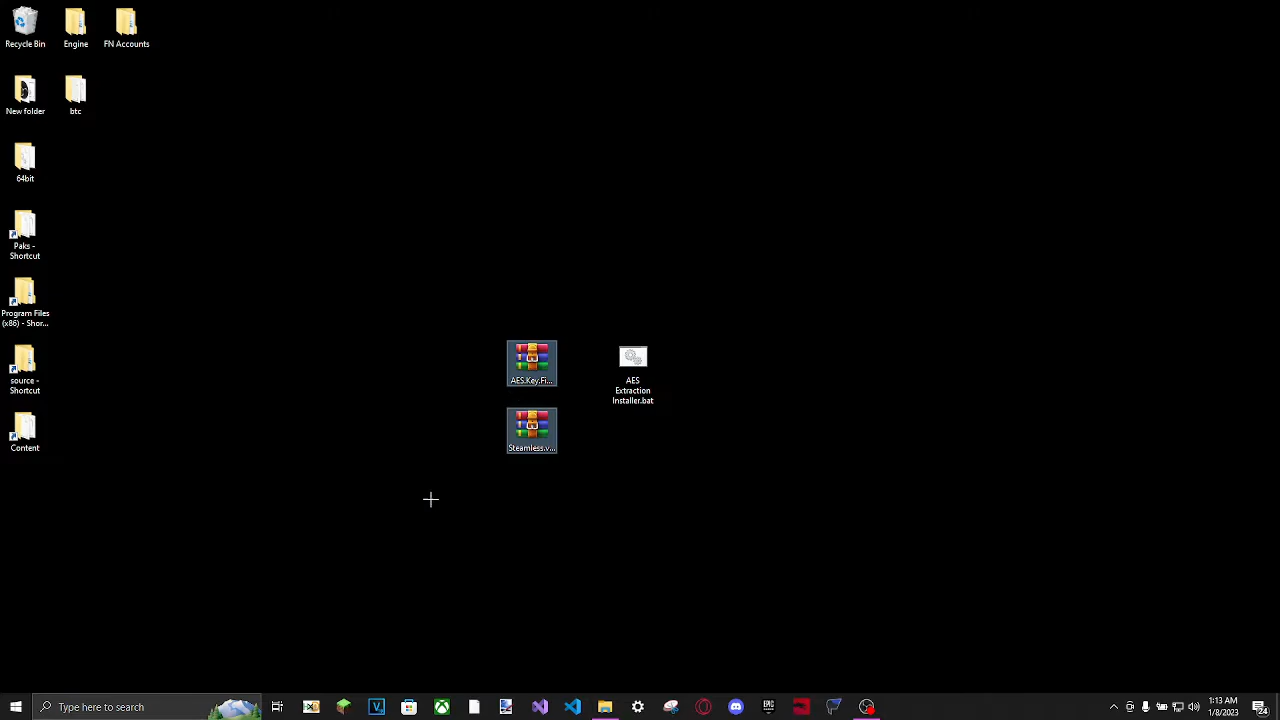 Recycle Bin
Engine
FN Accounts
New folder
btc
64bit
Paks -
Shortcut
Program Files
(x86) - Shor...
source -
Shortcut
Content
AES.Key.Fi...
AES
Extraction
Installer.bat
Steamless.v...
Type here to search
1:13 AM
1/8/2023